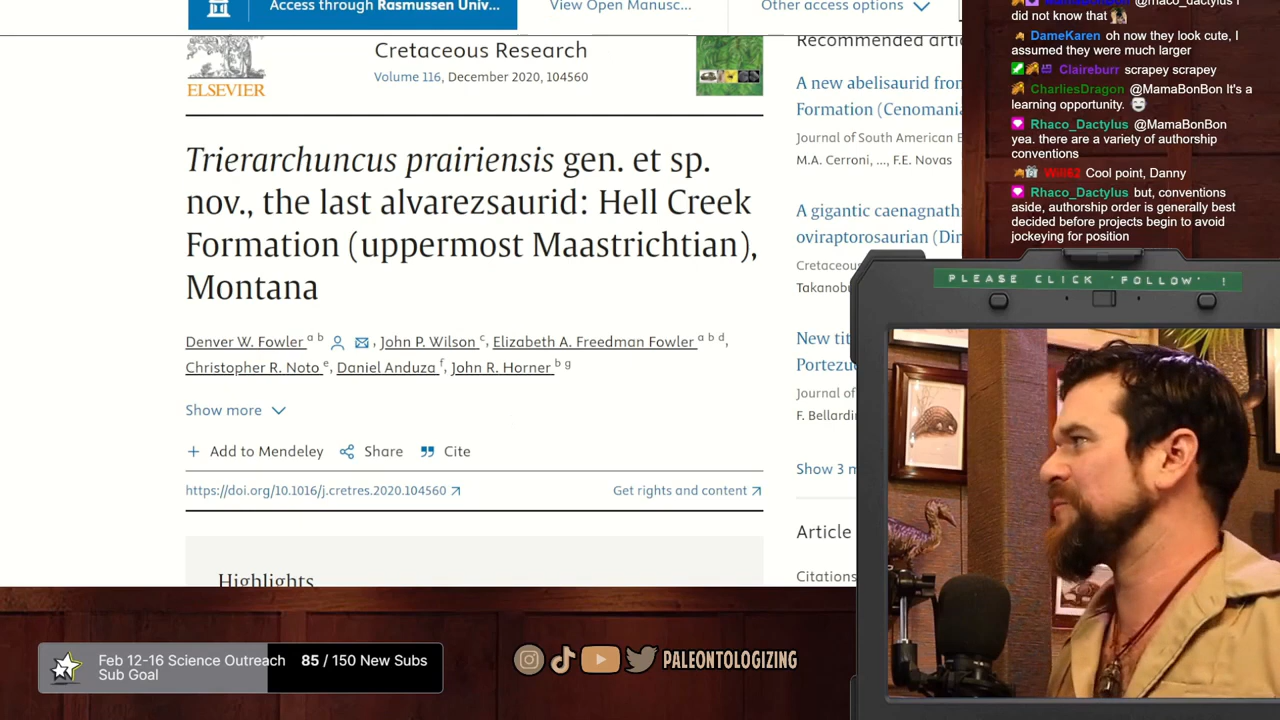 Access through Rasmussen Univ...
View Open Manusc...
Other access options
ELSEVIER
Cretaceous Research
Volume 116, December 2020, 104560
Trierarchuncus prairiensis gen. et sp.
nov., the last alvarezsaurid: Hell Creek
Formation (uppermost Maastrichtian),
Montana
Denver W. Fowler a b , John P. Wilson c, Elizabeth A. Freedman Fowler a b d,
Christopher R. Noto e, Daniel Anduza f, John R. Horner b g
Show more
Add to Mendeley
Share
Cite
https://doi.org/10.1016/j.cretres.2020.104560
Get rights and content
Highlights
Recommended arti
A new abelisaurid from
Formation (Cenomani
Journal of South American E
M.A. Cerroni, ..., F.E. Novas
A gigantic caenagnath
oviraptorosaurian (Din
Cretaceous
Takanobu
New tit
Portezu
Journal of
F. Bellardi
Show 3 m
Article
Citations
did not know that
DameKaren oh now they look cute, I
assumed they were much larger
Claireburr scrapey scrapey
CharliesDragon @MamaBonBon It's a
learning opportunity.
Rhaco_Dactylus @MamaBonBon
yea. there are a variety of authorship
conventions
Will62 Cool point, Danny
Rhaco_Dactylus but, conventions
aside, authorship order is generally best
decided before projects begin to avoid
jockeying for position
PLEASE CLICK 'FOLLOW' !
Feb 12-16 Science Outreach
Sub Goal
85 / 150 New Subs
PALEONTOLOGIZING